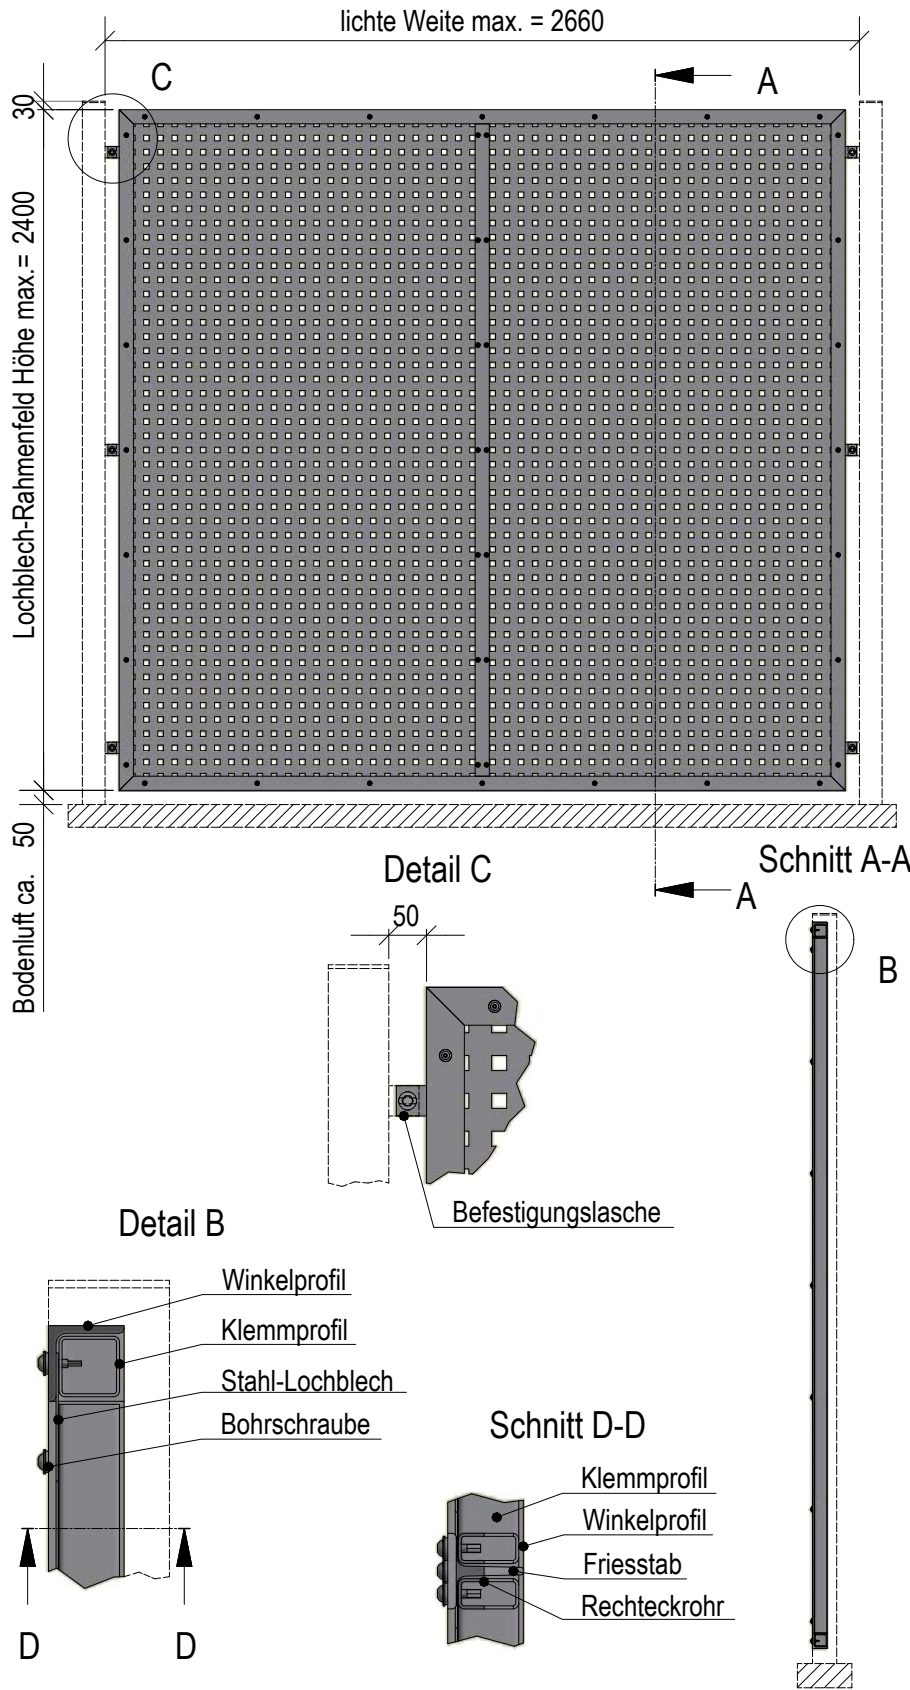 lichte Weite max. = 2660
C
A
30
Lochblech-Rahmenfeld Höhe max. = 2400
Bodenluft ca. 50
A
Schnitt A-A
Detail C
50
B
Befestigungslasche
Detail B
Winkelprofil
Klemmprofil
Stahl-Lochblech
Bohrschraube
D
D
Schnitt D-D
Klemmprofil
Winkelprofil
Friesstab
Rechteckrohr